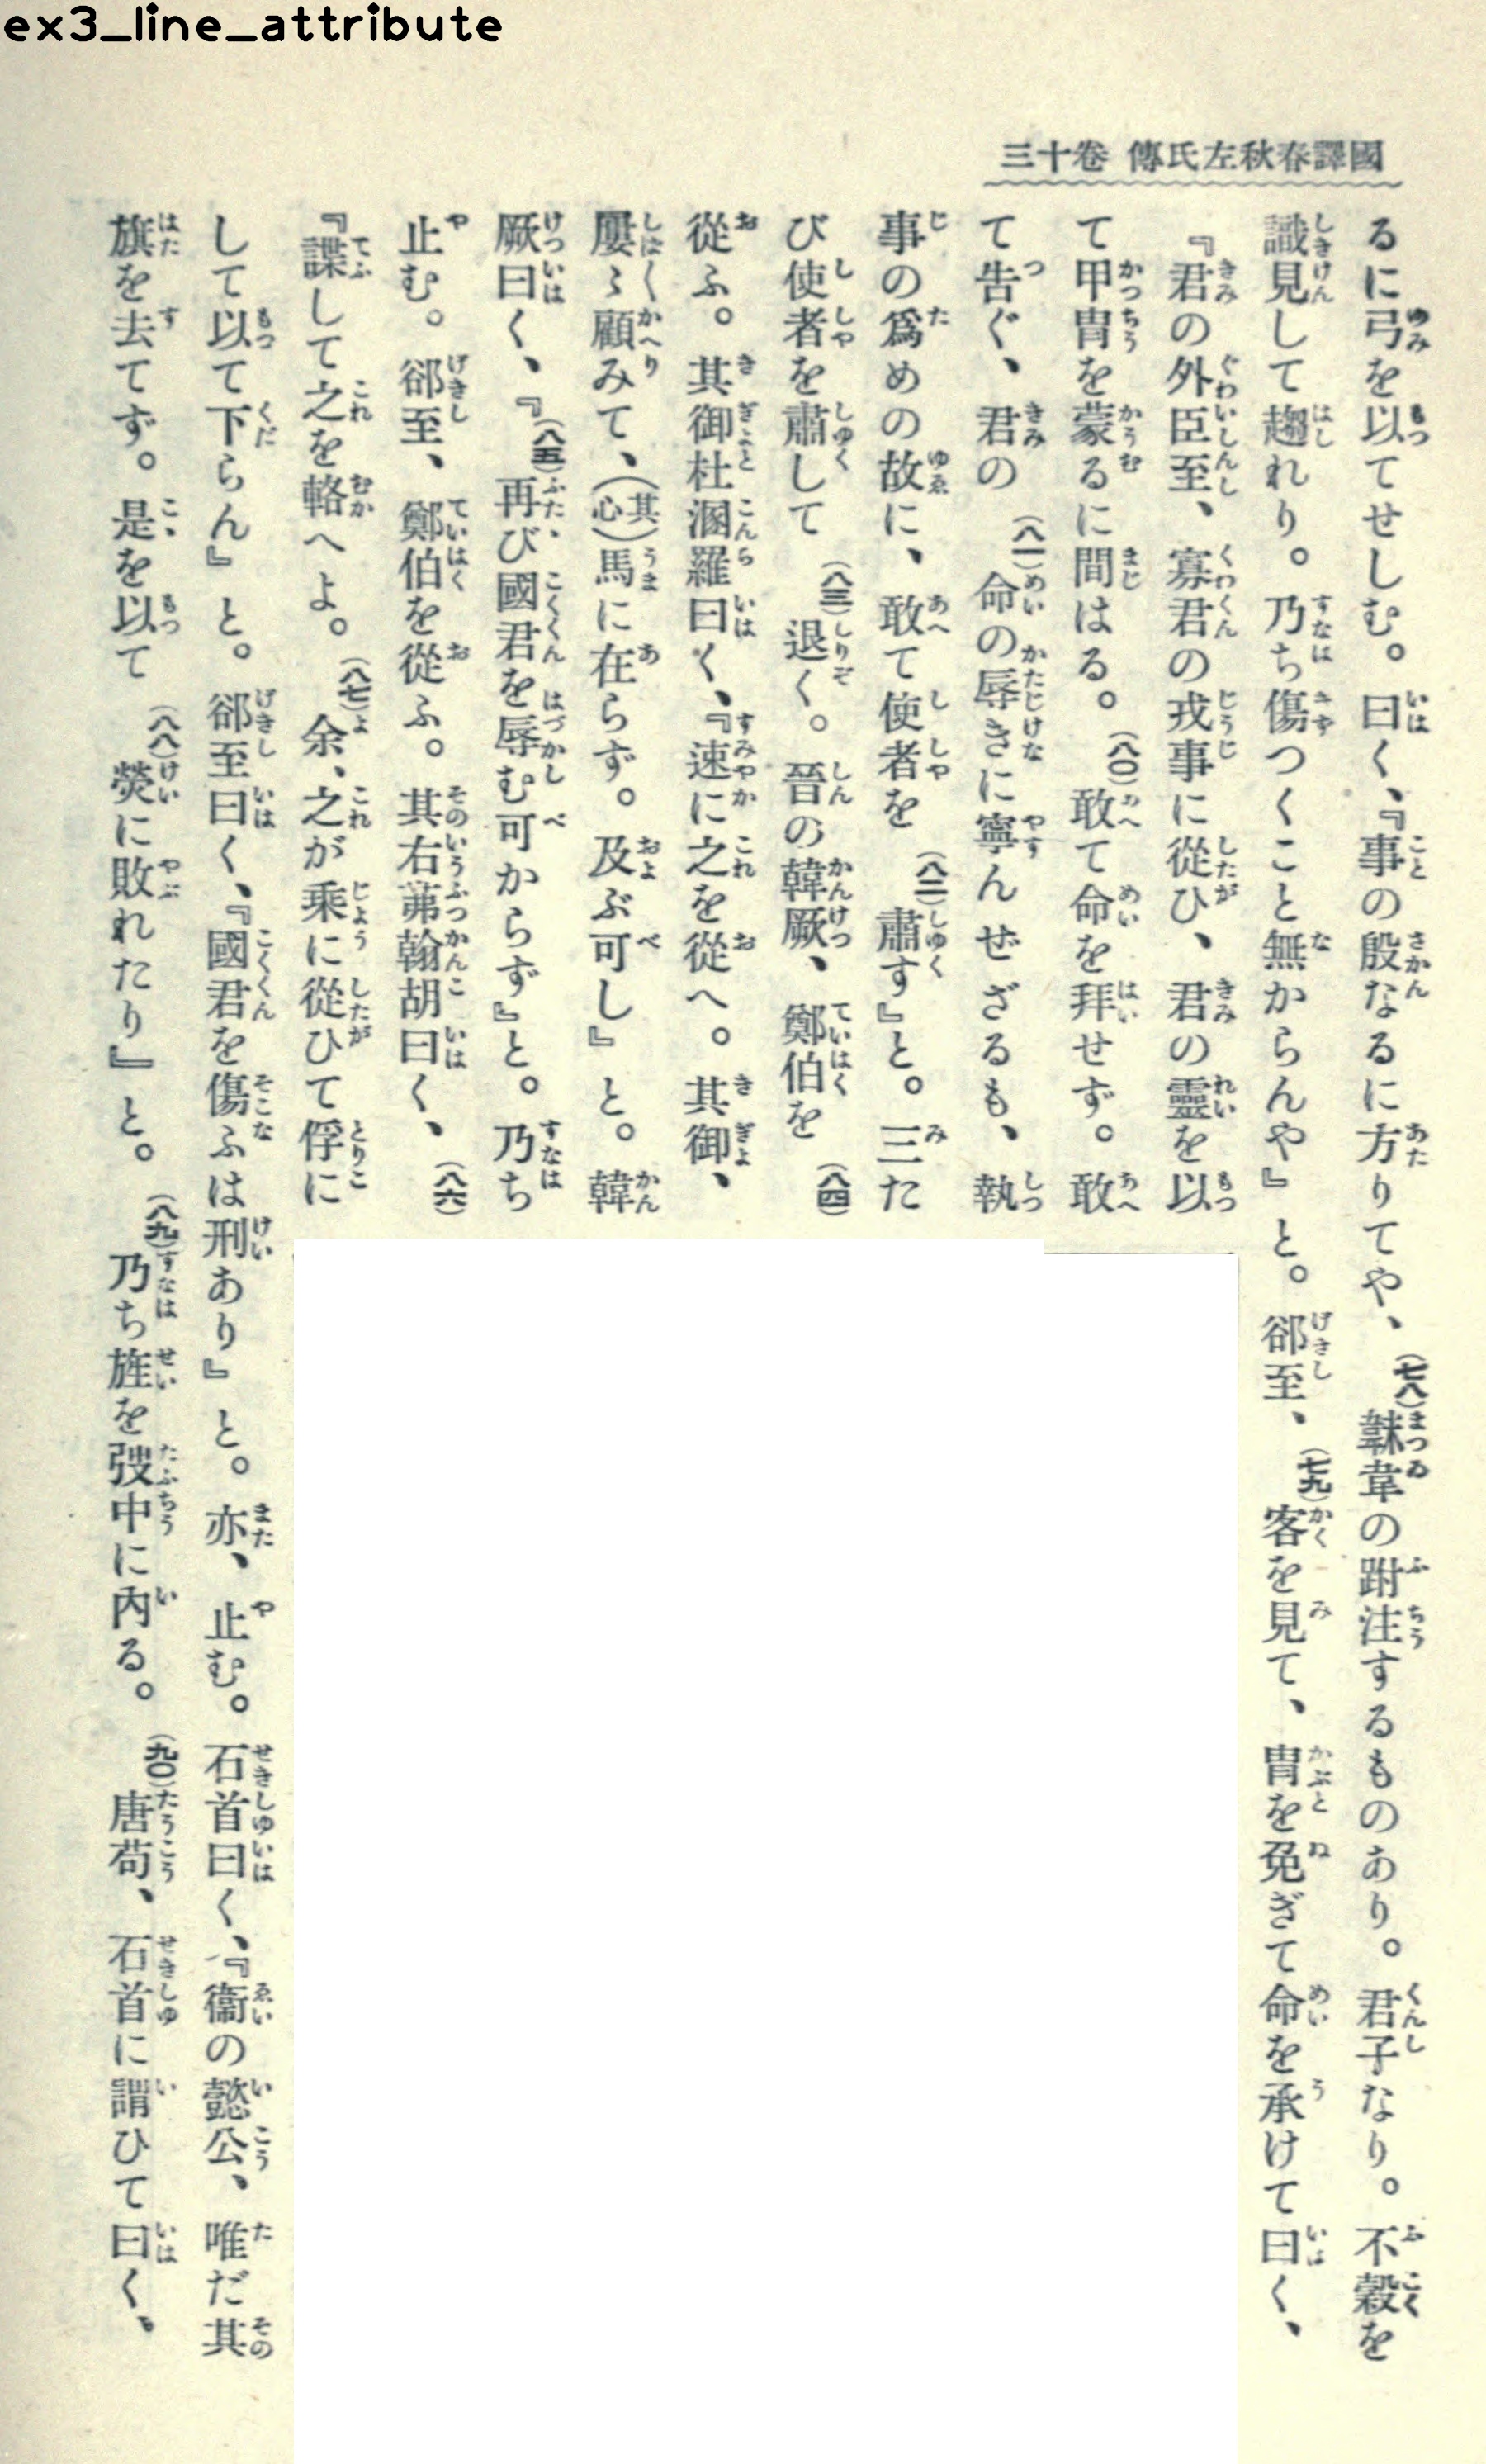 ex3_line_attribute
國譯春秋左氏傳 卷十三
るに弓を以てせしむ。曰く、『事の殷なるに方りてや、(七八)韎韋の跗注するものあり。君子なり。不穀を
識見して趨れり。乃ち傷つくこと無からんや』と。郤至、(七九)客を見て、冑を免ぎて命を承けて曰く、
『君の外臣至、寡君の戎事に從ひ、君の靈を以
て甲冑を蒙るに間はる。(八〇)敢て命を拜せず。敢
て告ぐ、君の(八一)命の辱きに寧んぜざるも、執
事の爲めの故に、敢て使者を(八二)肅す』と。三た
び使者を肅して(八三)退く。晉の韓厥、鄭伯を(八四)
從ふ。其御杜溷羅曰く、『速に之を從へ。其御、
屢〻顧みて、(其心)馬に在らず。及ぶ可し』と。韓
厥曰く、『(八五)再び國君を辱む可からず』と。乃ち
止む。郤至、鄭伯を從ふ。其右茀翰胡曰く、(八六)
『諜して之を輅へよ。(八七)余、之が乘に從ひて俘に
して以て下らん』と。郤至曰く、『國君を傷ふは刑あり』と。亦、止む。石首曰く、『衞の懿公、唯だ其
旗を去てず。是を以て(八八)熒に敗れたり』と。(八九)乃ち旌を弢中に內る。(九〇)唐苟、石首に謂ひて曰く、